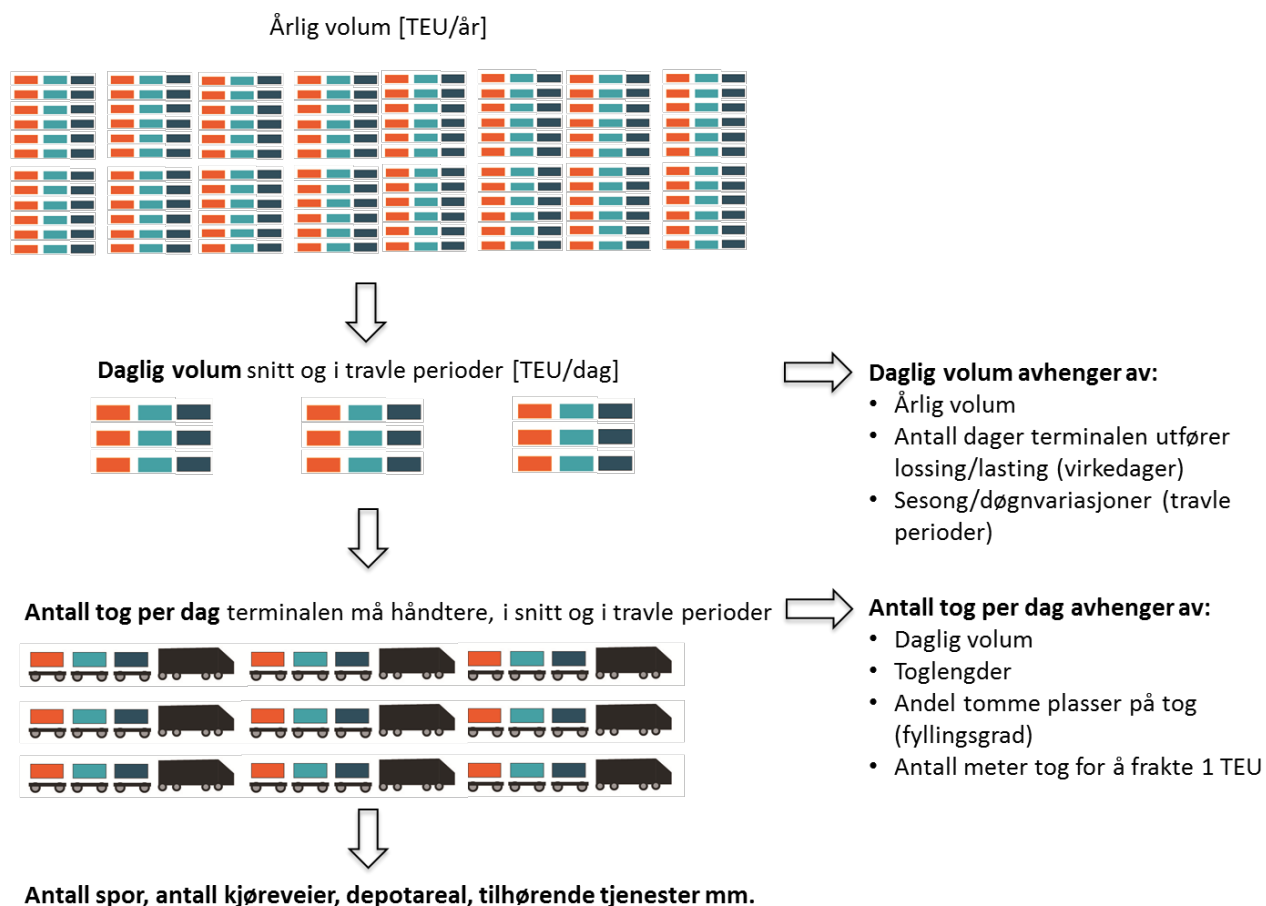 Årlig volum [TEU/år]
Daglig volum snitt og i travle perioder [TEU/dag]
Daglig volum avhenger av:
• Årlig volum
• Antall dager terminalen utfører
lossing/lasting (virkedager)
• Sesong/døgnvariasjoner (travle
perioder)
Antall tog per dag terminalen må håndtere, i snitt og i travle perioder
Antall tog per dag avhenger av:
• Daglig volum
• Toglengder
• Andel tomme plasser på tog
(fyllingsgrad)
• Antall meter tog for å frakte 1 TEU
Antall spor, antall kjøreveier, depotareal, tilhørende tjenester mm.